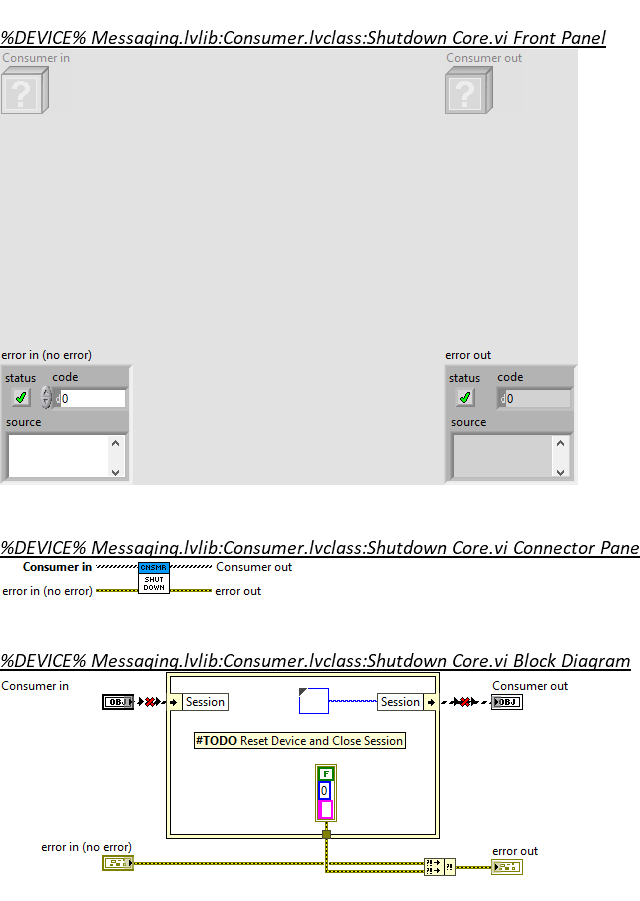 %DEVICE% Messaging.lvlib:Consumer.lvclass:Shutdown Core.vi Front Panel
Consumer in
Consumer out
?
?
error in (no error)
error out
status code
status code
d 0
d 0
source
source
%DEVICE% Messaging.lvlib:Consumer.lvclass:Shutdown Core.vi Connector Pane
Consumer in
CNSMR
Consumer out
SHUT
DOWN
error in (no error)
error out
%DEVICE% Messaging.lvlib:Consumer.lvclass:Shutdown Core.vi Block Diagram
Consumer in
Consumer out
OBJ
Session
Session
OBJ
#TODO Reset Device and Close Session
F
0
error in (no error)
error out
?!
?!
?!